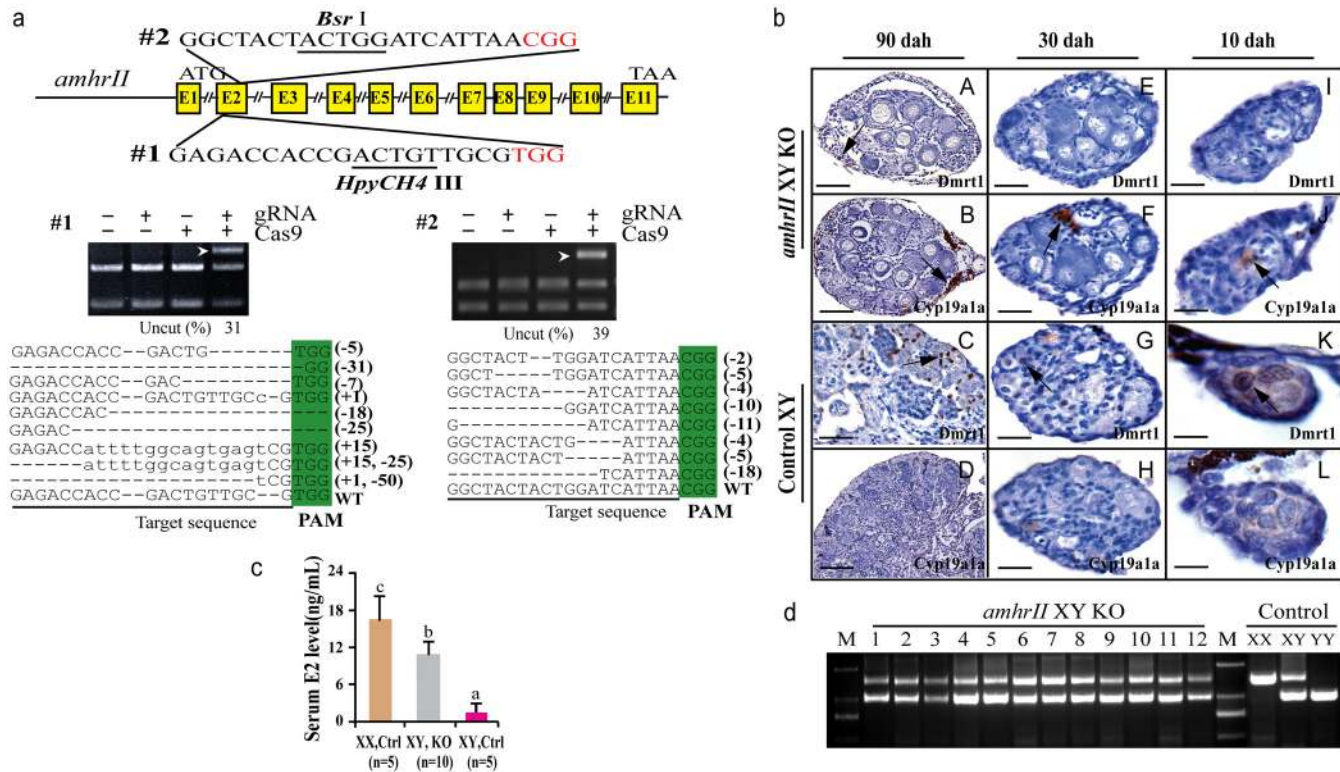 a
Bsr I
#2 GGCTACTACTGGATCATTAACGG
amhrII
ATG
TAA
E1 E2 E3 E4 E5 E6 E7 E8 E9 E10 E11
#1 GAGACCACCGACTGTTGCGTGG
HpyCH4 III
#1
– + – + gRNA
– – + + Cas9
Uncut (%) 31
GAGACCACC--GACTG--------TGG (-5)
-------------------------GG (-31)
GAGACCACC--GAC----------TGG (-7)
GAGACCACC--GACTGTTGCc-GTGG (+1)
GAGACCAC------------------- (-18)
GAGAC---------------------- (-25)
GAGACCattttggcagtgagtCGTGG (+15)
------attttggcagtgagtCGTGG (+15, -25)
---------------------tCGTGG (+1, -50)
GAGACCACC--GACTGTTGC--GTGG WT
Target sequence PAM
#2
– + – + gRNA
– – + + Cas9
Uncut (%) 39
GGCTACT--TGGATCATTAACGG (-2)
GGCT-----TGGATCATTAACGG (-5)
GGCTACTA----ATCATTAACGG (-4)
----------GGATCATTAACGG (-10)
G-----------ATCATTAACGG (-11)
GGCTACTACTG----ATTAACGG (-4)
GGCTACTACT-----ATTAACGG (-5)
-------------TCATTAACGG (-18)
GGCTACTACTGGATCATTAACGG WT
Target sequence PAM
b
90 dah 30 dah 10 dah
amhrII XY KO
Control XY
A Dmrt1
E Dmrt1
I Dmrt1
B Cyp19a1a
F Cyp19a1a
J Cyp19a1a
C Dmrt1
G Dmrt1
K Dmrt1
D Cyp19a1a
H Cyp19a1a
L Cyp19a1a
c
Serum E2 level(ng/mL)
24
18
12
6
0
c
b
a
XX,Ctrl XY, KO XY,Ctrl
(n=5) (n=10) (n=5)
d
amhrII XY KO Control
M 1 2 3 4 5 6 7 8 9 10 11 12 M XX XY YY